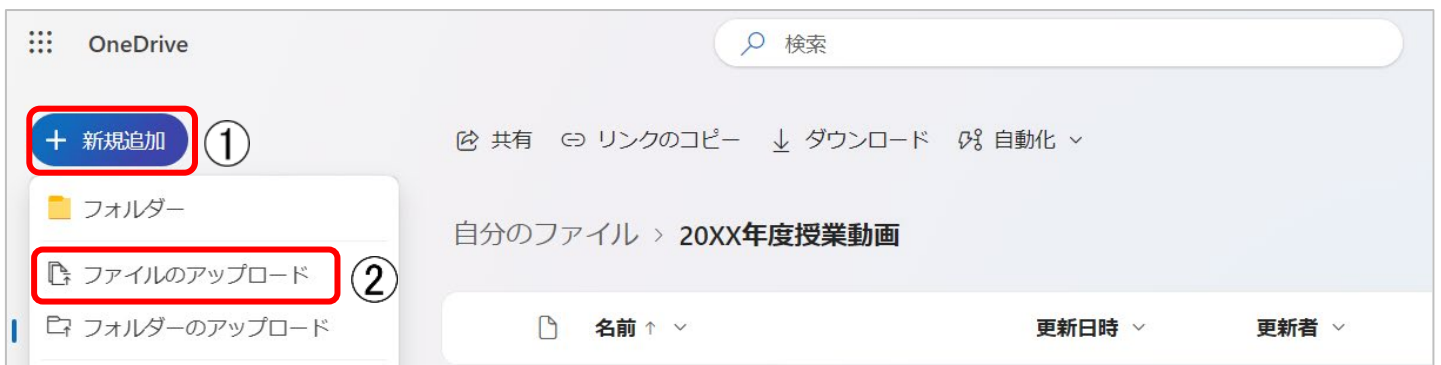 OneDrive
検索
+ 新規追加 ①
共有 リンクのコピー ダウンロード 自動化
フォルダー
自分のファイル > 20XX年度授業動画
ファイルのアップロード ②
フォルダーのアップロード
名前 ↑ 更新日時 更新者